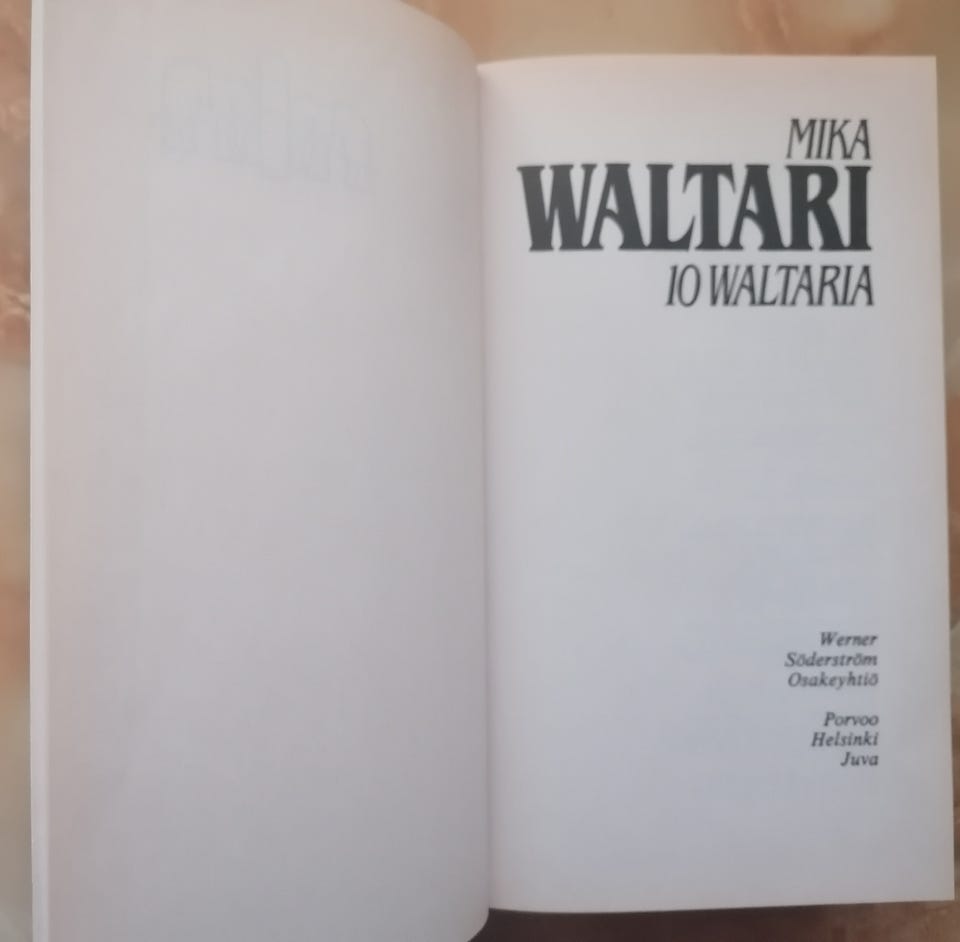 MIKA
WALTARI
10 WALTARIA
Werner
Söderström
Osakeyhtiö
Porvoo
Helsinki
Juva